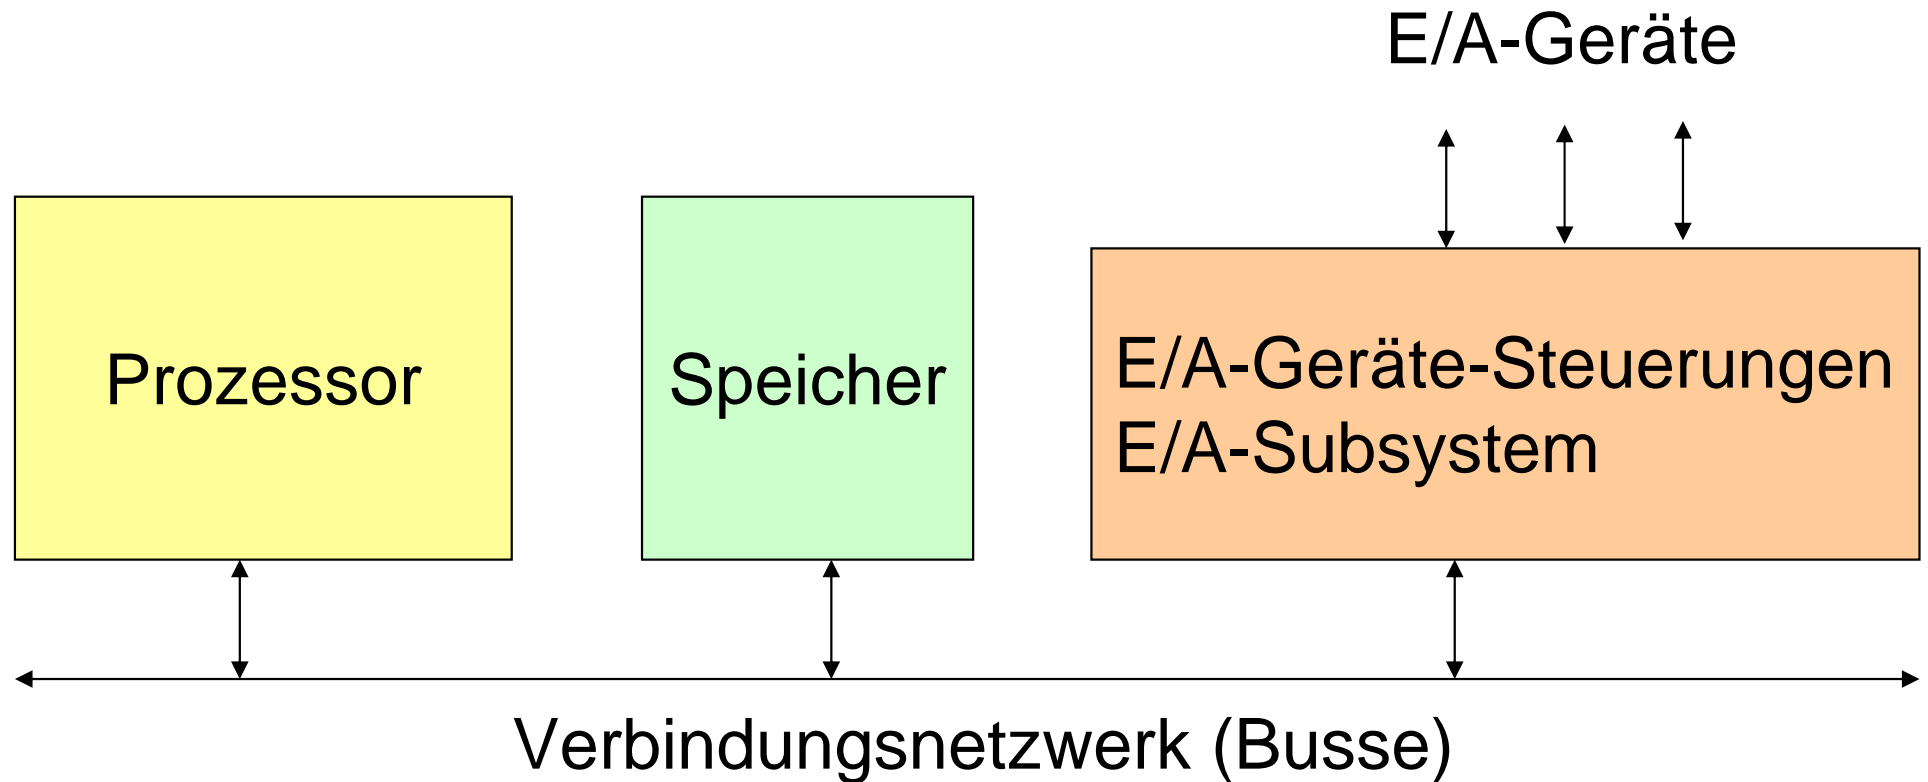 E/A-Geräte
Prozessor
Speicher
E/A-Geräte-Steuerungen
E/A-Subsystem
Verbindungsnetzwerk (Busse)